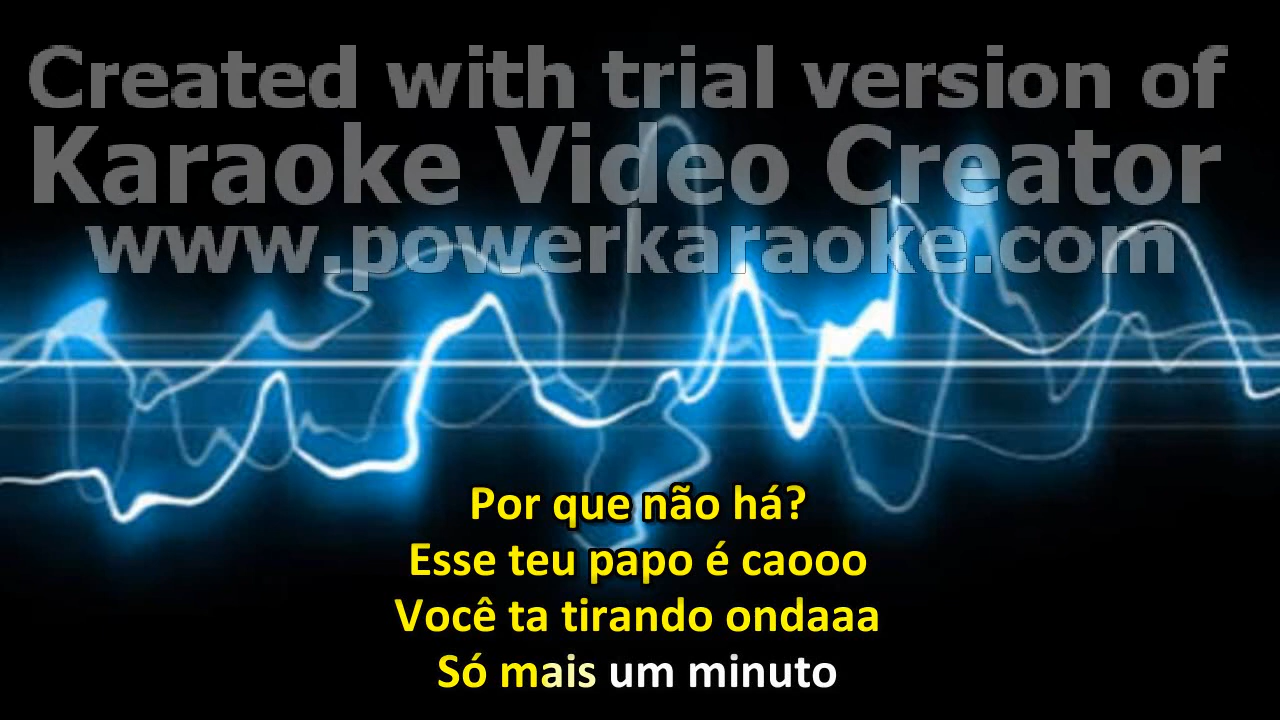 Created with trial version of
Karaoke Video Creator
www.powerkaraoke.com
Por que não há?
Esse teu papo é caooo
Você ta tirando ondaaa
Só mais um minuto